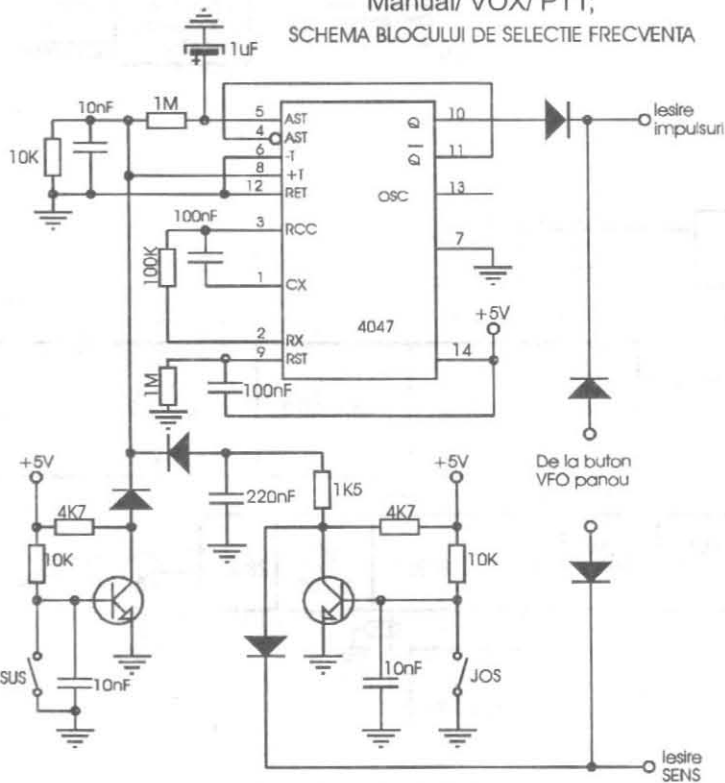 Manual/ VOX/ PTT,
SCHEMA BLOCULUI DE SELECTIE FRECVENTA
1uF
+
10nF
1M
10K
5
4
6
8
12
3
1
2
9
AST
AST
-T
+T
RET
RCC
CX
RX
RST
Q
Q
OSC
4047
10
11
13
7
14
Iesire
impulsuri
100nF
100K
1M
100nF
+5V
De la buton
VFO panou
+5V
4K7
10K
220nF
1K5
+5V
4K7
10K
SUS
10nF
10nF
JOS
Iesire
SENS